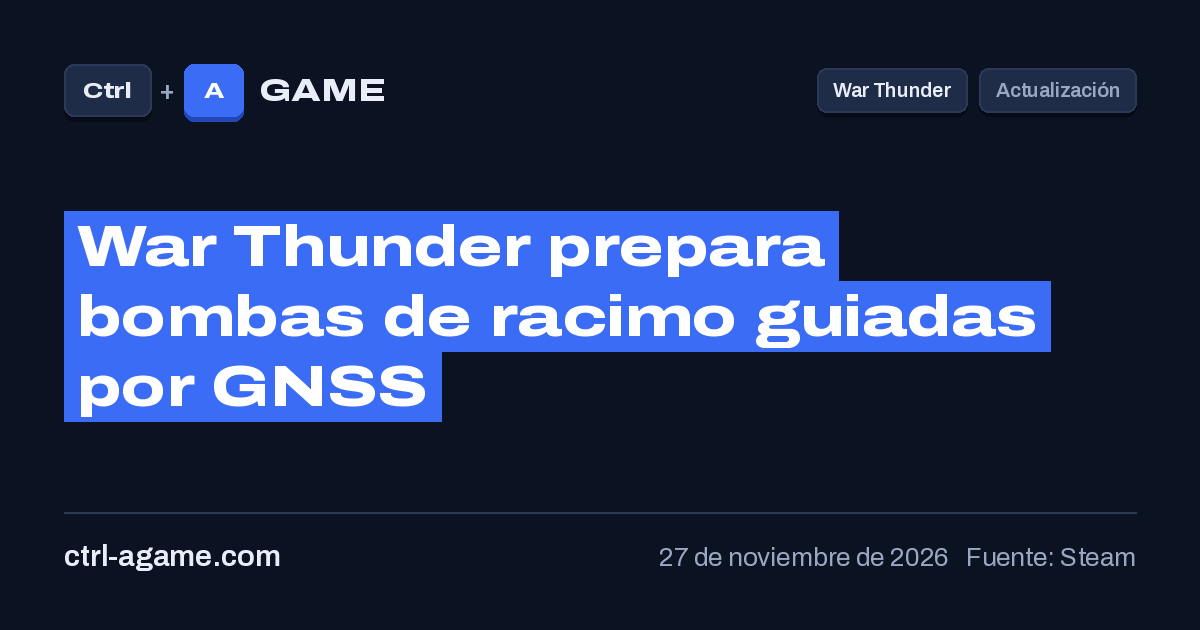 Ctrl + A GAME
War Thunder Actualización
War Thunder prepara
bombas de racimo guiadas
por GNSS
ctrl-agame.com
27 de noviembre de 2026 Fuente: Steam